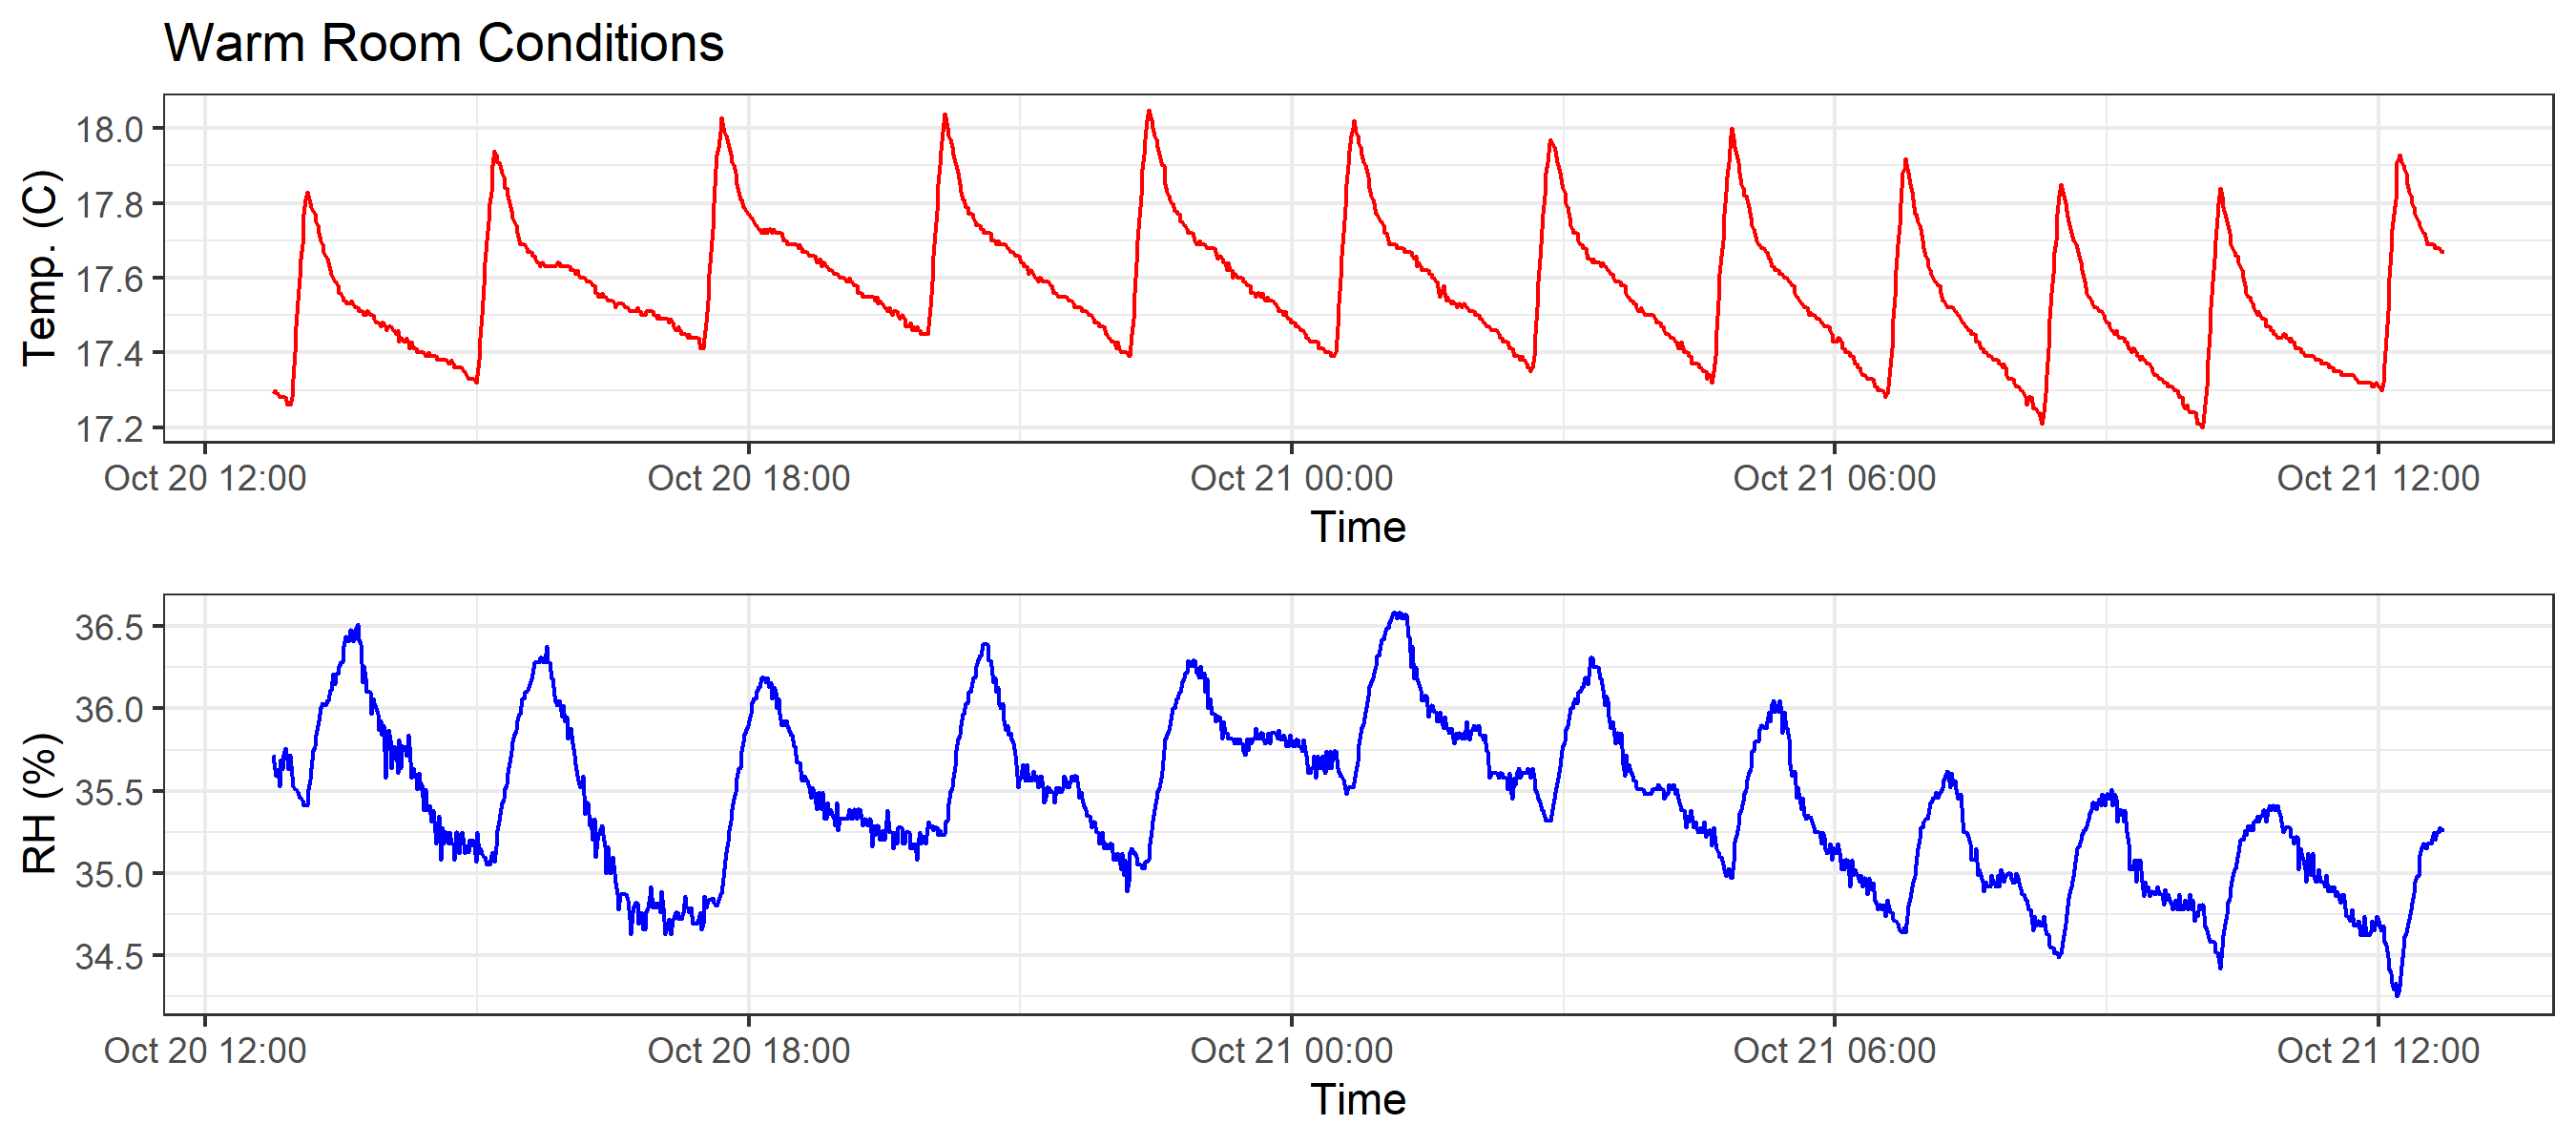 Warm Room Conditions
Temp. (C)
18.0
17.8
17.6
17.4
17.2
Oct 20 12:00 Oct 20 18:00 Oct 21 00:00 Oct 21 06:00 Oct 21 12:00
Time
RH (%)
36.5
36.0
35.5
35.0
34.5
Oct 20 12:00 Oct 20 18:00 Oct 21 00:00 Oct 21 06:00 Oct 21 12:00
Time